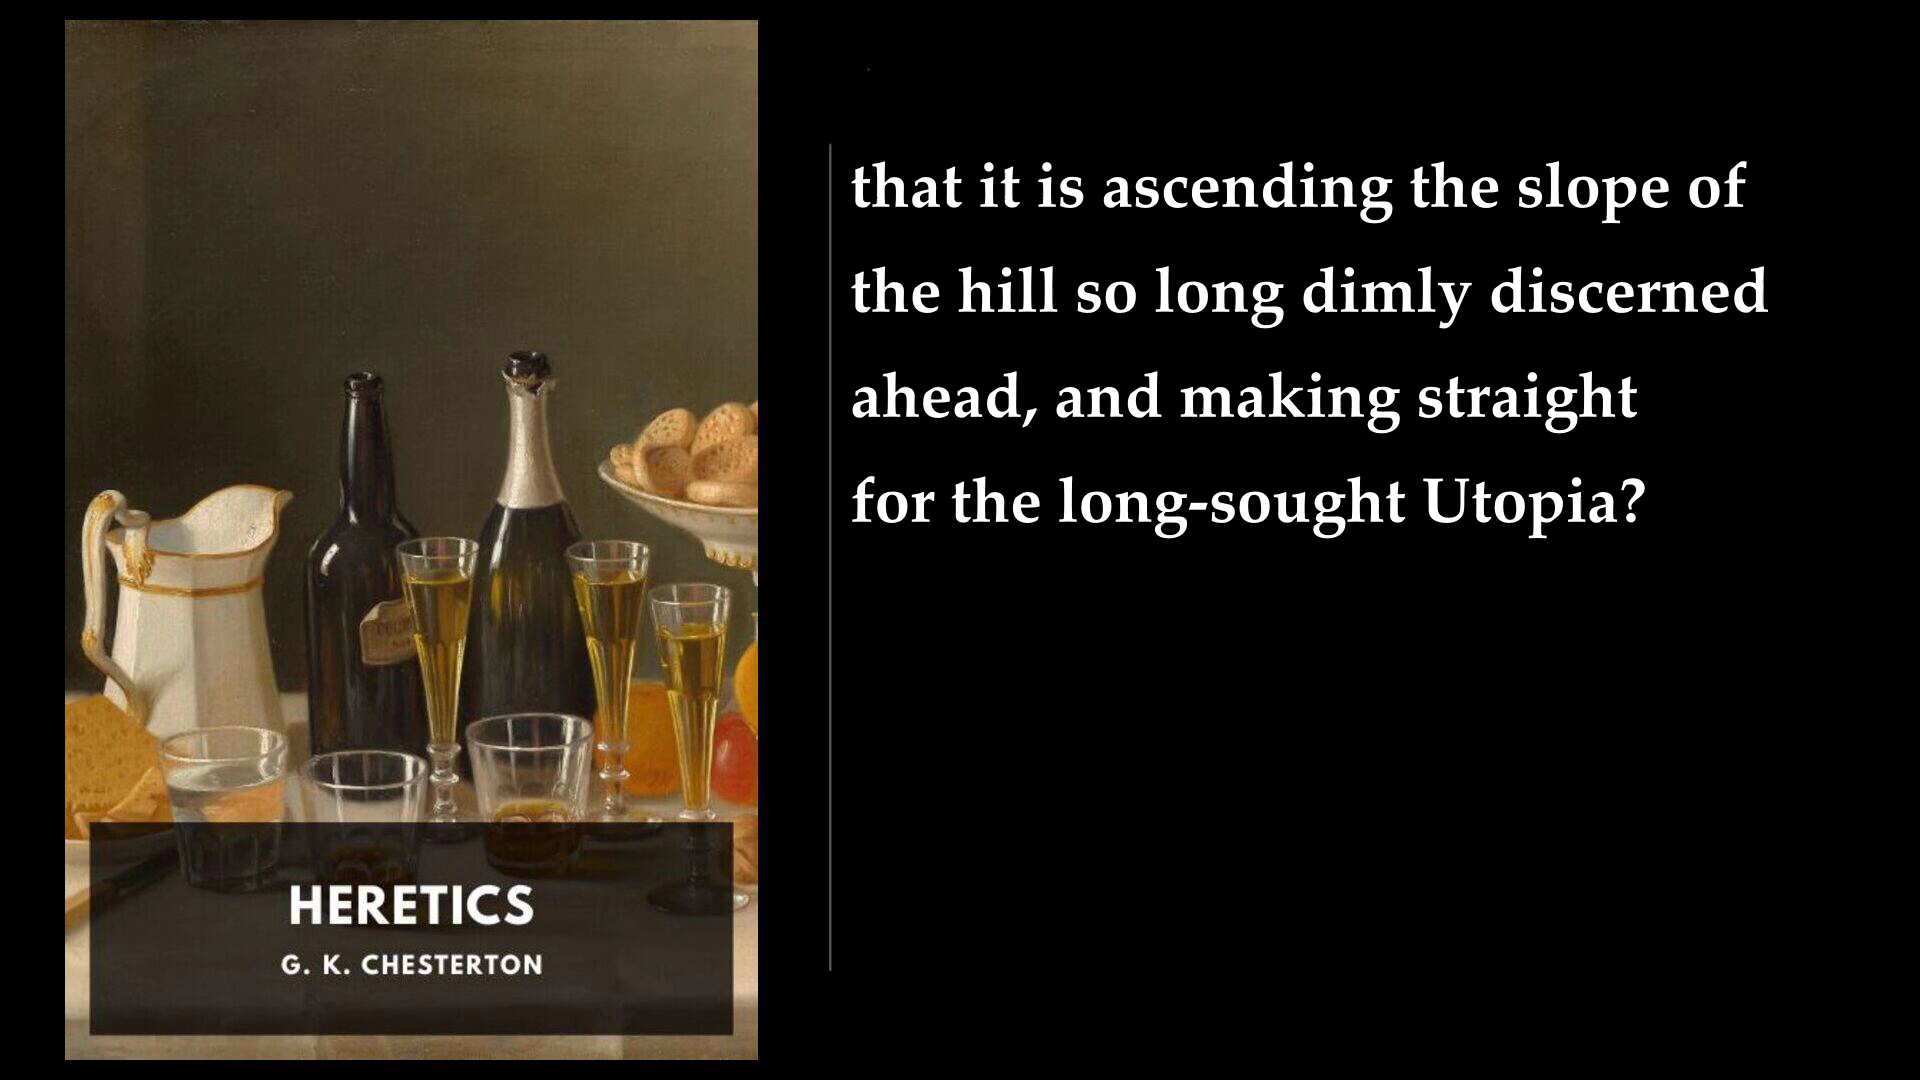 that it is ascending the slope of
the hill so long dimly discerned
ahead, and making straight
for the long-sought Utopia?
HERETICS
G. K. CHESTERTON